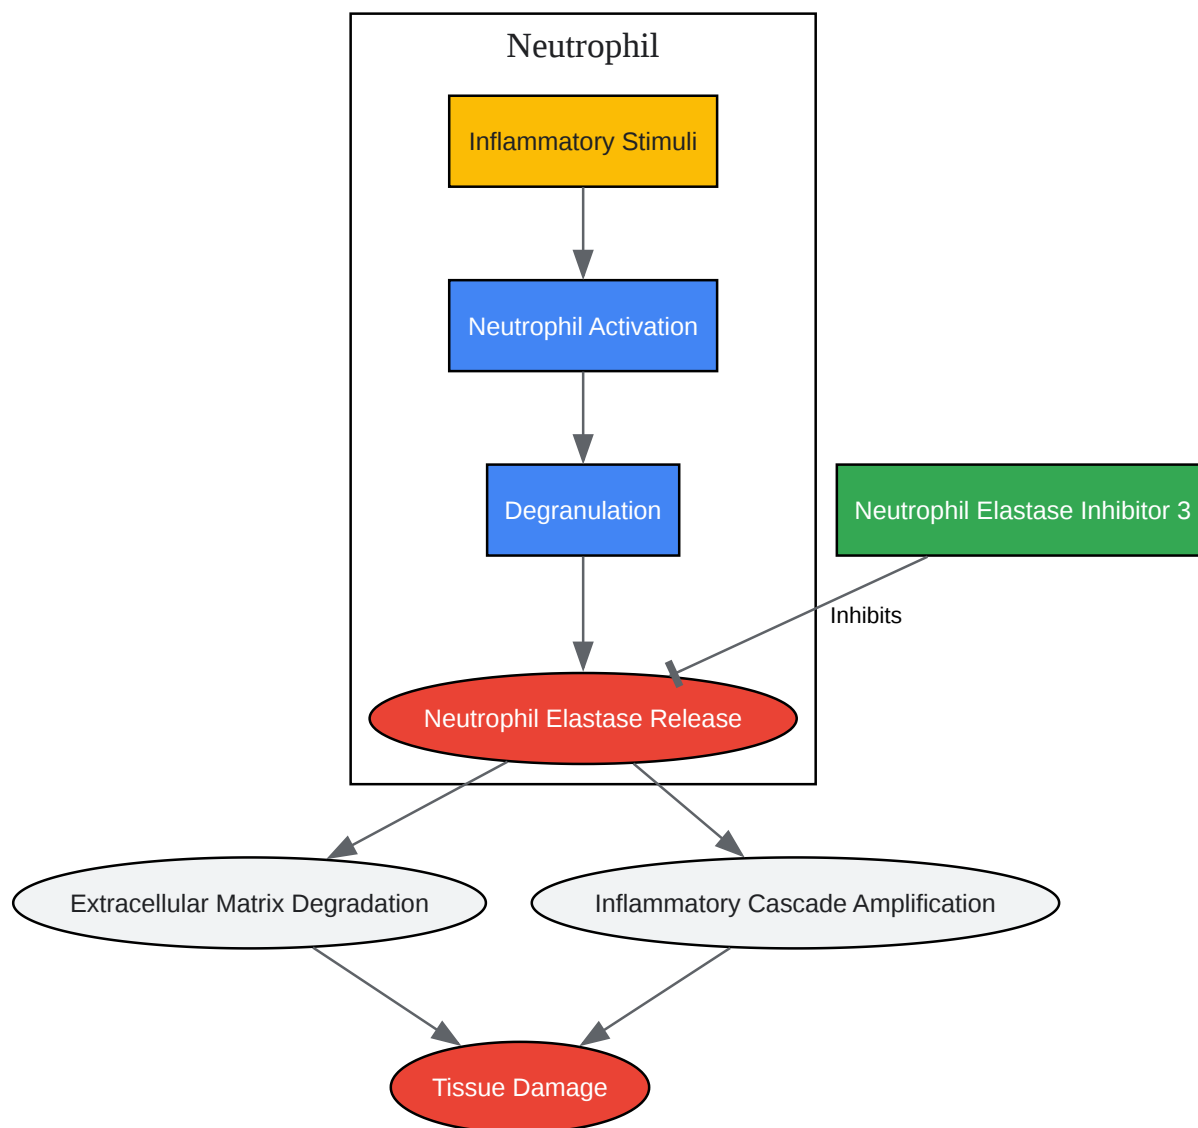 Neutrophil
Inflammatory Stimuli
Neutrophil Activation
Degranulation
Neutrophil Elastase Inhibitor 3
Inhibits
Neutrophil Elastase Release
Extracellular Matrix Degradation
Inflammatory Cascade Amplification
Tissue Damage